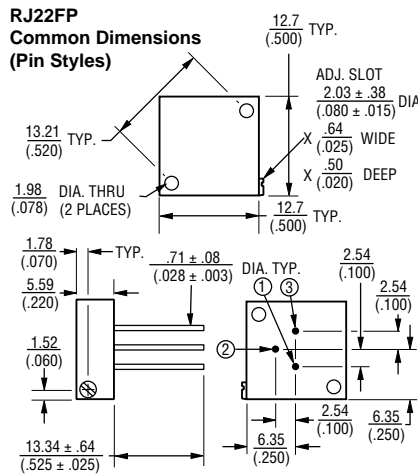 RJ22FP
Common Dimensions
(Pin Styles)
12.7
(.500) TYP.
ADJ. SLOT
2.03 ± .38
(.080 ± .015) DIA.
X .64
(.025) WIDE
X .50
(.020) DEEP
13.21
(.520) TYP.
1.98
(.078) DIA. THRU
(2 PLACES)
12.7
(.500) TYP.
1.78
(.070) TYP.
5.59
(.220)
.71 ± .08
(.028 ± .003) DIA. TYP.
1.52
(.060)
13.34 ± .64
(.525 ± .025)
1 3
2
2.54
(.100)
2.54
(.100)
2.54
(.100)
6.35
(.250)
6.35
(.250)